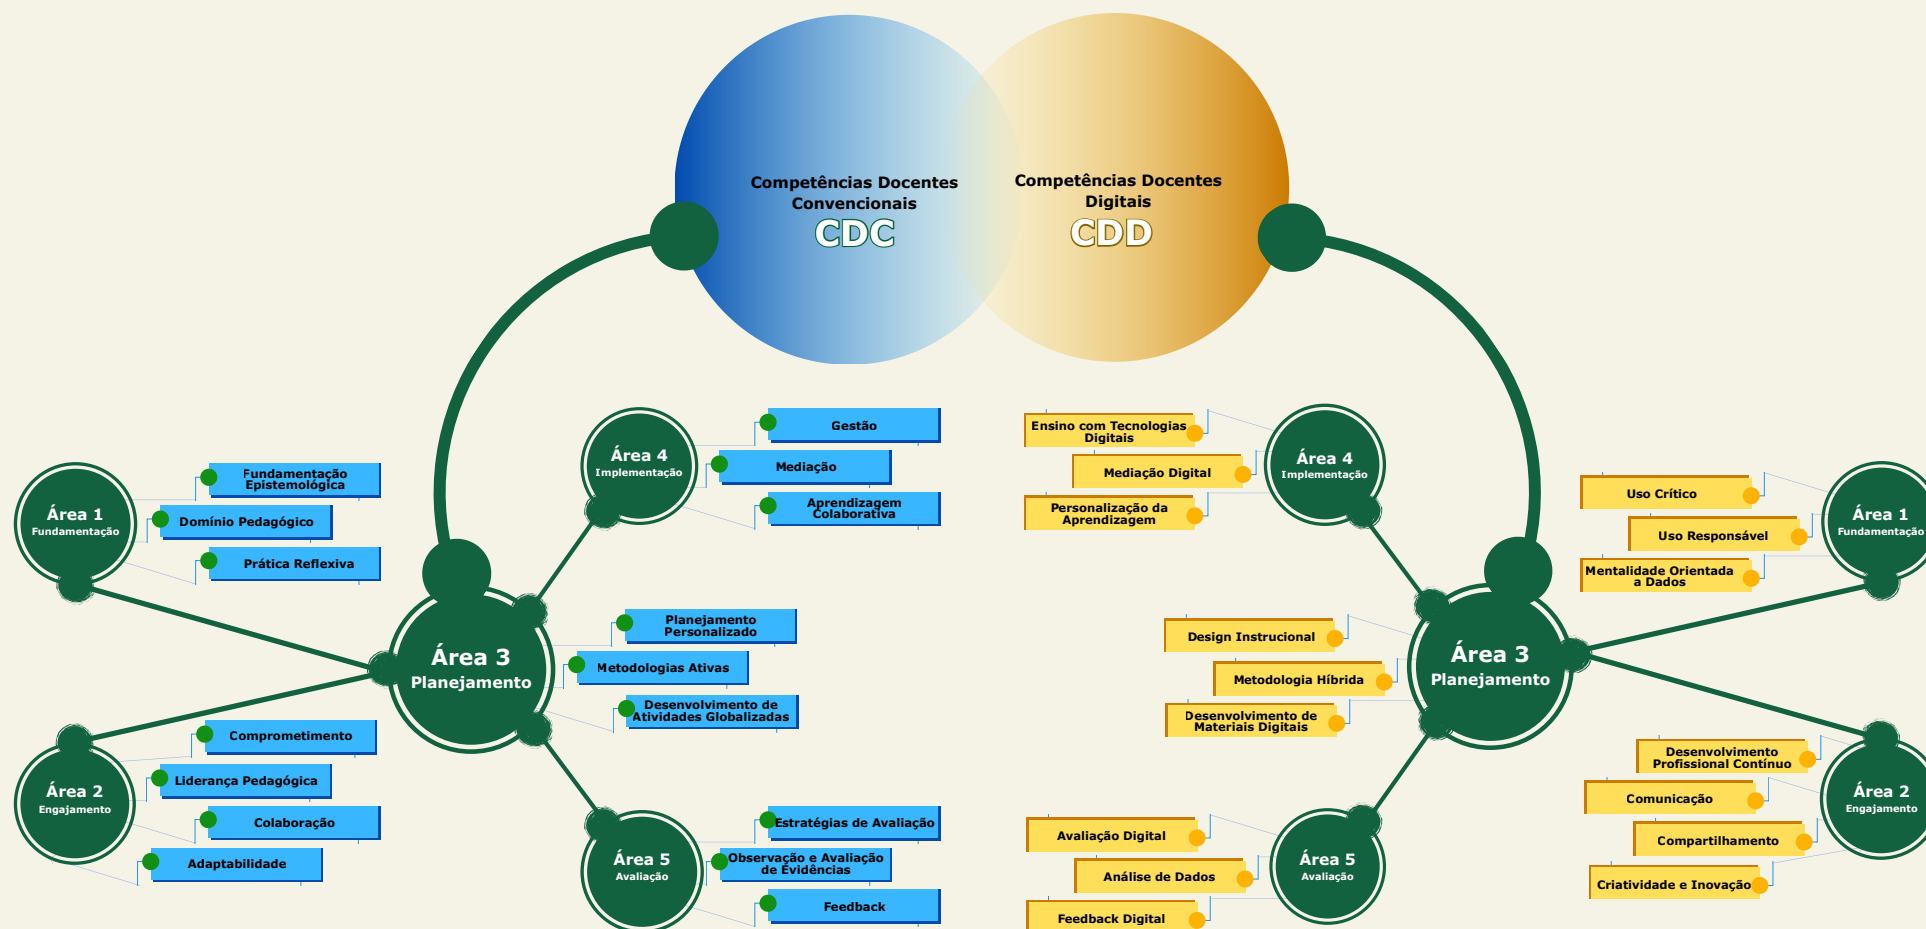 Competências Docentes
Convencionais
CDC
Competências Docentes
Digitais
CDD
Área 1
Fundamentação
Fundamentação
Epistemológica
Domínio Pedagógico
Prática Reflexiva
Área 2
Engajamento
Comprometimento
Liderança Pedagógica
Colaboração
Adaptabilidade
Área 3
Planejamento
Planejamento
Personalizado
Metodologias Ativas
Desenvolvimento de
Atividades Globalizadas
Área 4
Implementação
Gestão
Mediação
Aprendizagem
Colaborativa
Área 5
Avaliação
Estratégias de Avaliação
Observação e Avaliação
de Evidências
Feedback
Ensino com Tecnologias
Digitais
Mediação Digital
Personalização da
Aprendizagem
Área 4
Implementação
Design Instrucional
Metodologia Híbrida
Desenvolvimento de
Materiais Digitais
Área 3
Planejamento
Avaliação Digital
Análise de Dados
Feedback Digital
Área 5
Avaliação
Uso Crítico
Uso Responsável
Mentalidade Orientada
a Dados
Área 1
Fundamentação
Desenvolvimento
Profissional Contínuo
Comunicação
Compartilhamento
Criatividade e Inovação
Área 2
Engajamento